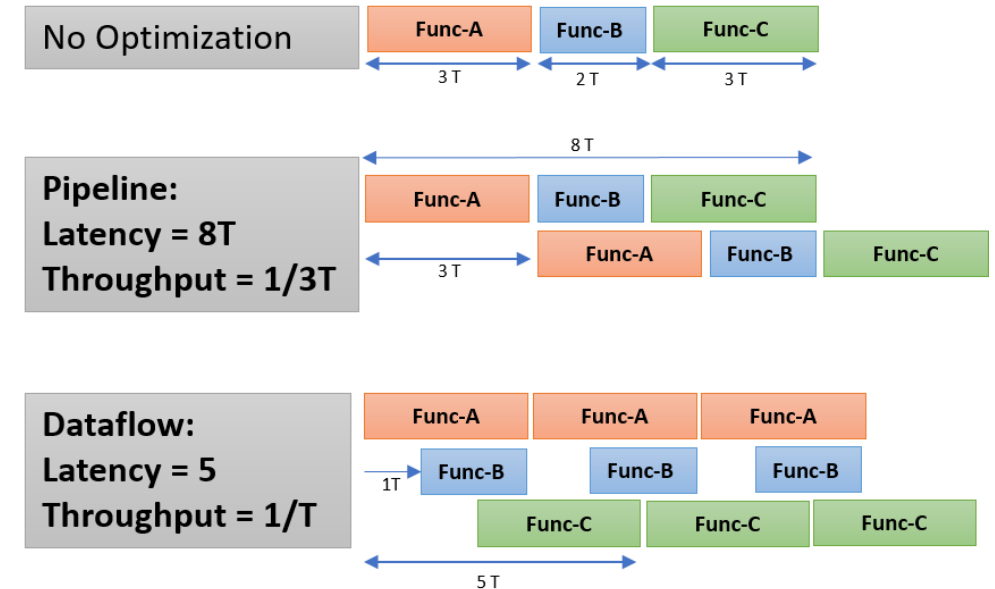 No Optimization
Func-A
Func-B
Func-C
3 T
2 T
3 T
8 T
Pipeline:
Latency = 8T
Throughput = 1/3T
Func-A
Func-B
Func-C
3 T
Func-A
Func-B
Func-C
Dataflow:
Latency = 5
Throughput = 1/T
Func-A
Func-A
Func-A
1T
Func-B
Func-B
Func-B
Func-C
Func-C
Func-C
5 T